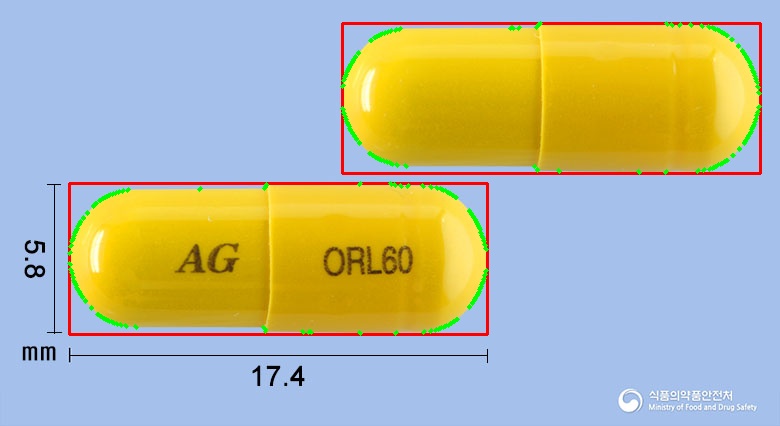 AG ORL60
5.8
mm
17.4
식품의약품안전처
Ministry of Food and Drug Safety